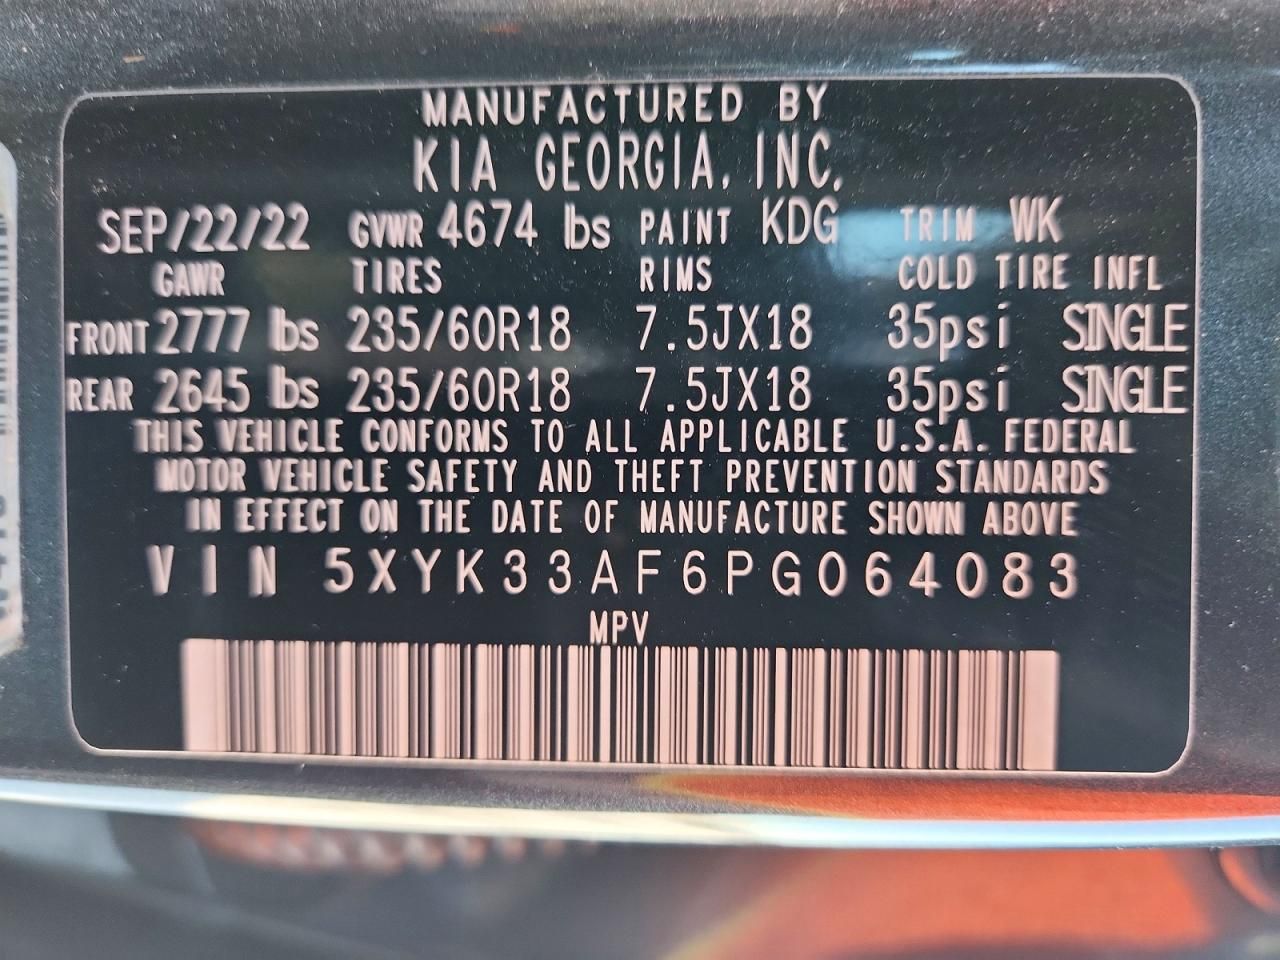 MANUFACTURED BY
KIA GEORGIA, INC.
SEP/22/22 GVWR 4674 lbs PAINT KDG TRIM WK
GAWR TIRES RIMS COLD TIRE INFL
FRONT 2777 lbs 235/60R18 7.5JX18 35psi SINGLE
REAR 2645 lbs 235/60R18 7.5JX18 35psi SINGLE
THIS VEHICLE CONFORMS TO ALL APPLICABLE U.S.A. FEDERAL
MOTOR VEHICLE SAFETY AND THEFT PREVENTION STANDARDS
IN EFFECT ON THE DATE OF MANUFACTURE SHOWN ABOVE
VIN 5XYK33AF6PG064083
MPV